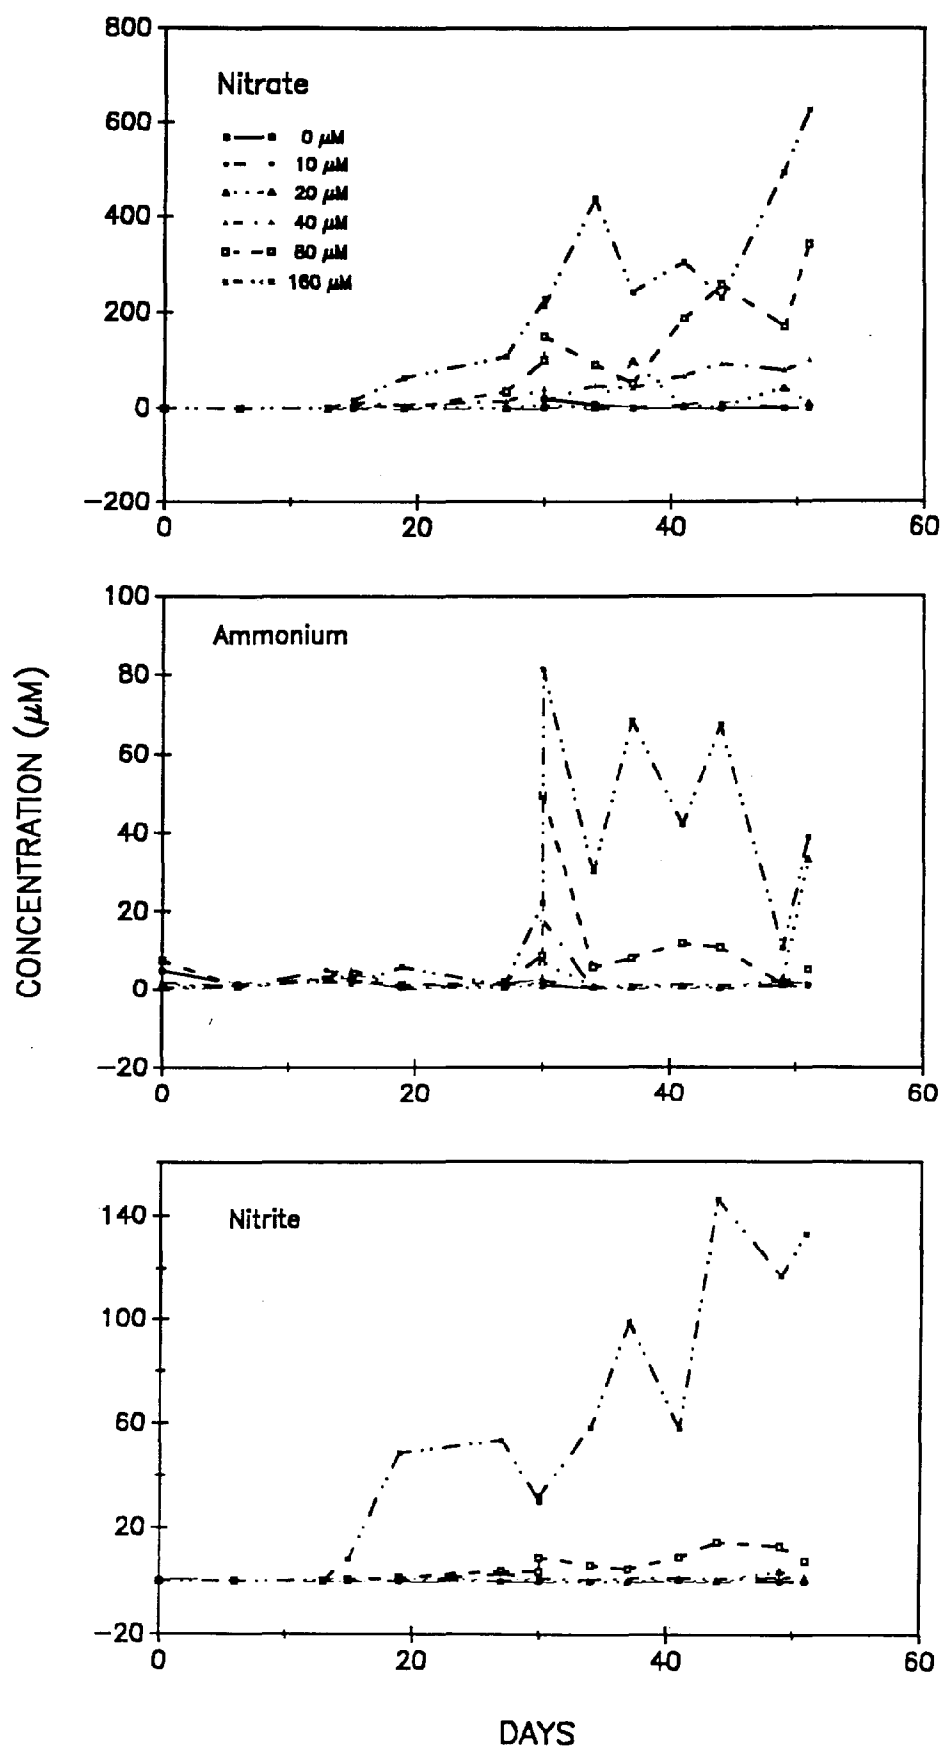 800
Nitrate
600
0 μM
10 μM
20 μM
400
40 μM
80 μM
160 μM
200
0
-200
0 20 40 60
100
Ammonium
80
60
40
20
0
-20
0 20 40 60
CONCENTRATION (μM)
140
Nitrite
100
60
20
-20
0 20 40 60
DAYS